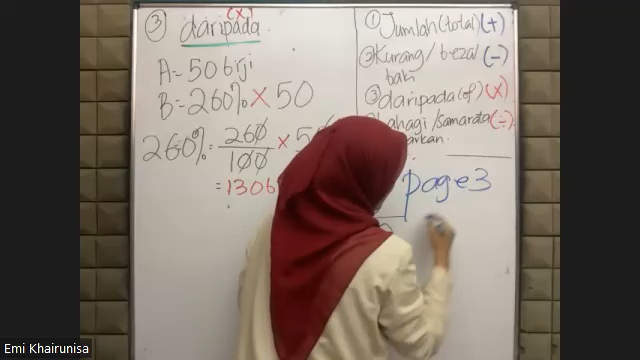 ③ daripada (x)
A = 50 biji
B = 260% x 50
260% = 260/100 x 5
= 130 b
① Jumlah (total) (+)
② Kurang / beza (-)
baki
③ daripada (of) (x)
bahagi / samarata (÷)
page 3
Emi Khairunisa